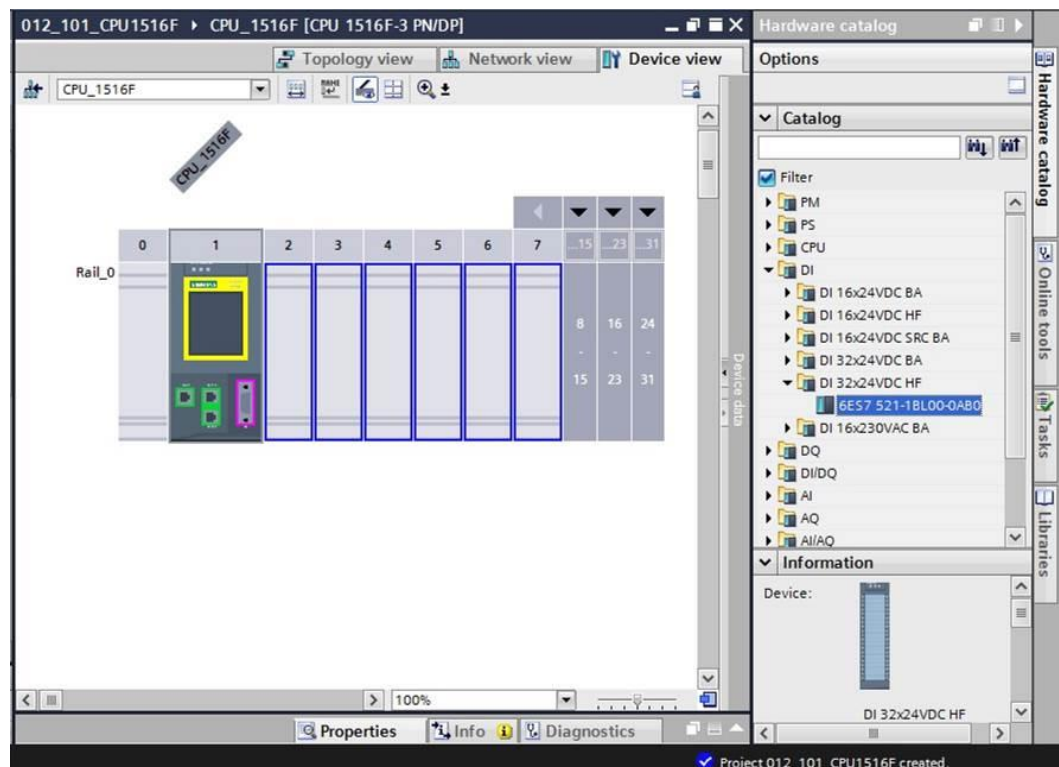 012_101_CPU1516F ▸ CPU_1516F [CPU 1516F-3 PN/DP]
Topology view
Network view
Device view
CPU_1516F
CPU_1516F
0 1 2 3 4 5 6 7 ...15 ...23 ...31
Rail_0
8 16 24
- - -
15 23 31
Device data
100%
Properties
Info
Diagnostics
Hardware catalog
Options
Catalog
Filter
PM
PS
CPU
DI
DI 16x24VDC BA
DI 16x24VDC HF
DI 16x24VDC SRC BA
DI 32x24VDC BA
DI 32x24VDC HF
6ES7 521-1BL00-0AB0
DI 16x230VAC BA
DQ
DI/DQ
AI
AQ
AI/AQ
Information
Device:
DI 32x24VDC HF
Hardware catalog
Online tools
Tasks
Libraries
Project 012_101_CPU1516F created.